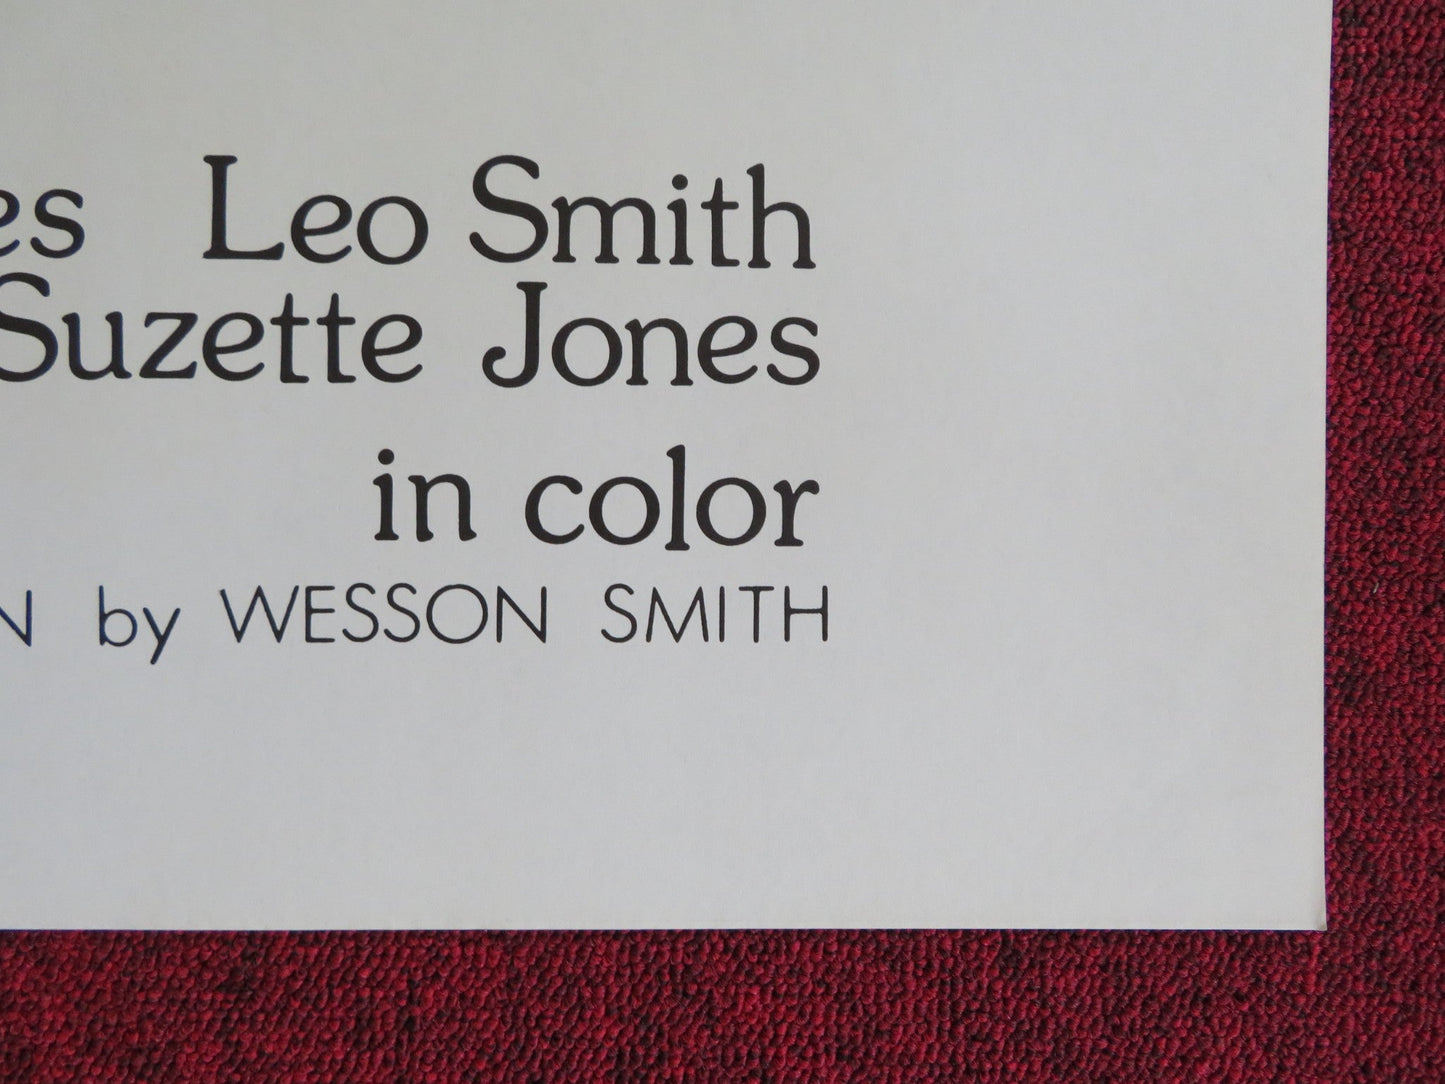 es Leo Smith
Suzette Jones
in color
N by WESSON SMITH